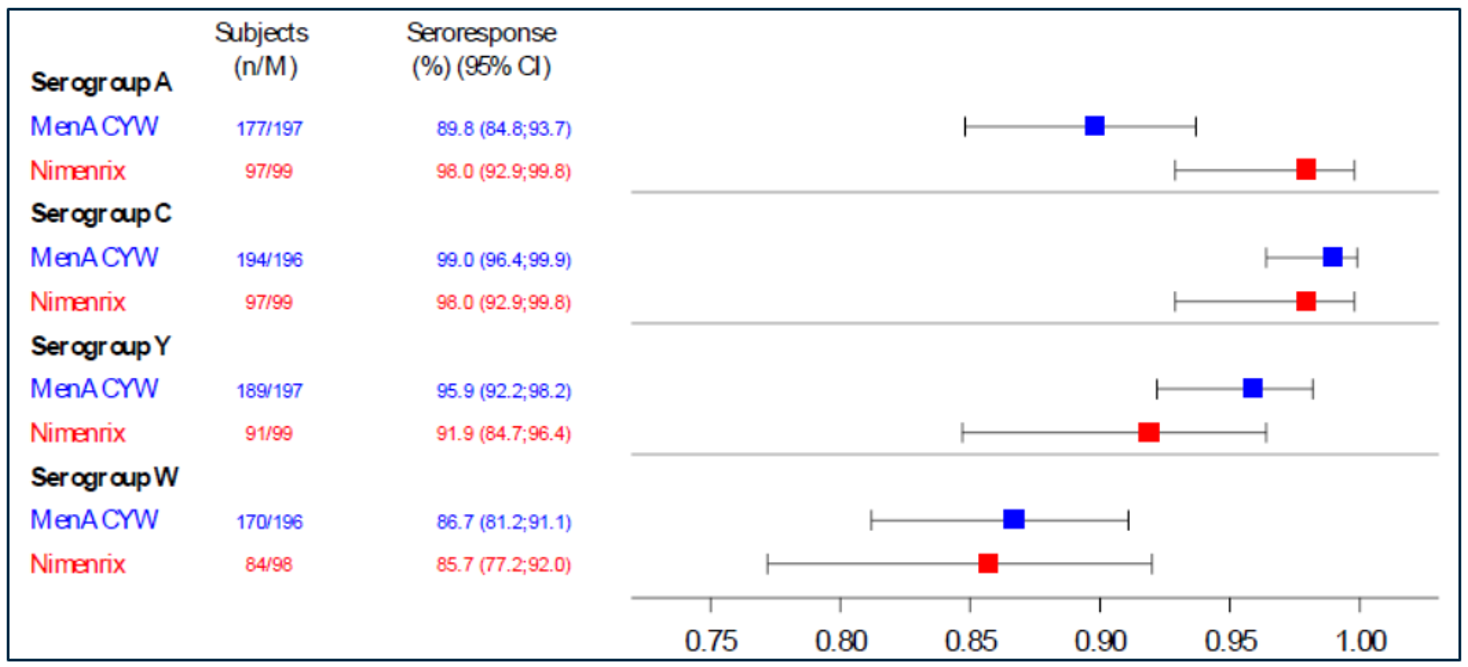 Subjects Seroresponse
(n/M) (%) (95% CI)
Serogroup A
MenACYW 177/197 89.8 (84.8;93.7)
Nimenrix 97/99 98.0 (92.9;99.8)
Serogroup C
MenACYW 194/196 99.0 (96.4;99.9)
Nimenrix 97/99 98.0 (92.9;99.8)
Serogroup Y
MenACYW 189/197 95.9 (92.2;98.2)
Nimenrix 91/99 91.9 (84.7;96.4)
Serogroup W
MenACYW 170/196 86.7 (81.2;91.1)
Nimenrix 84/98 85.7 (77.2;92.0)
0.75 0.80 0.85 0.90 0.95 1.00